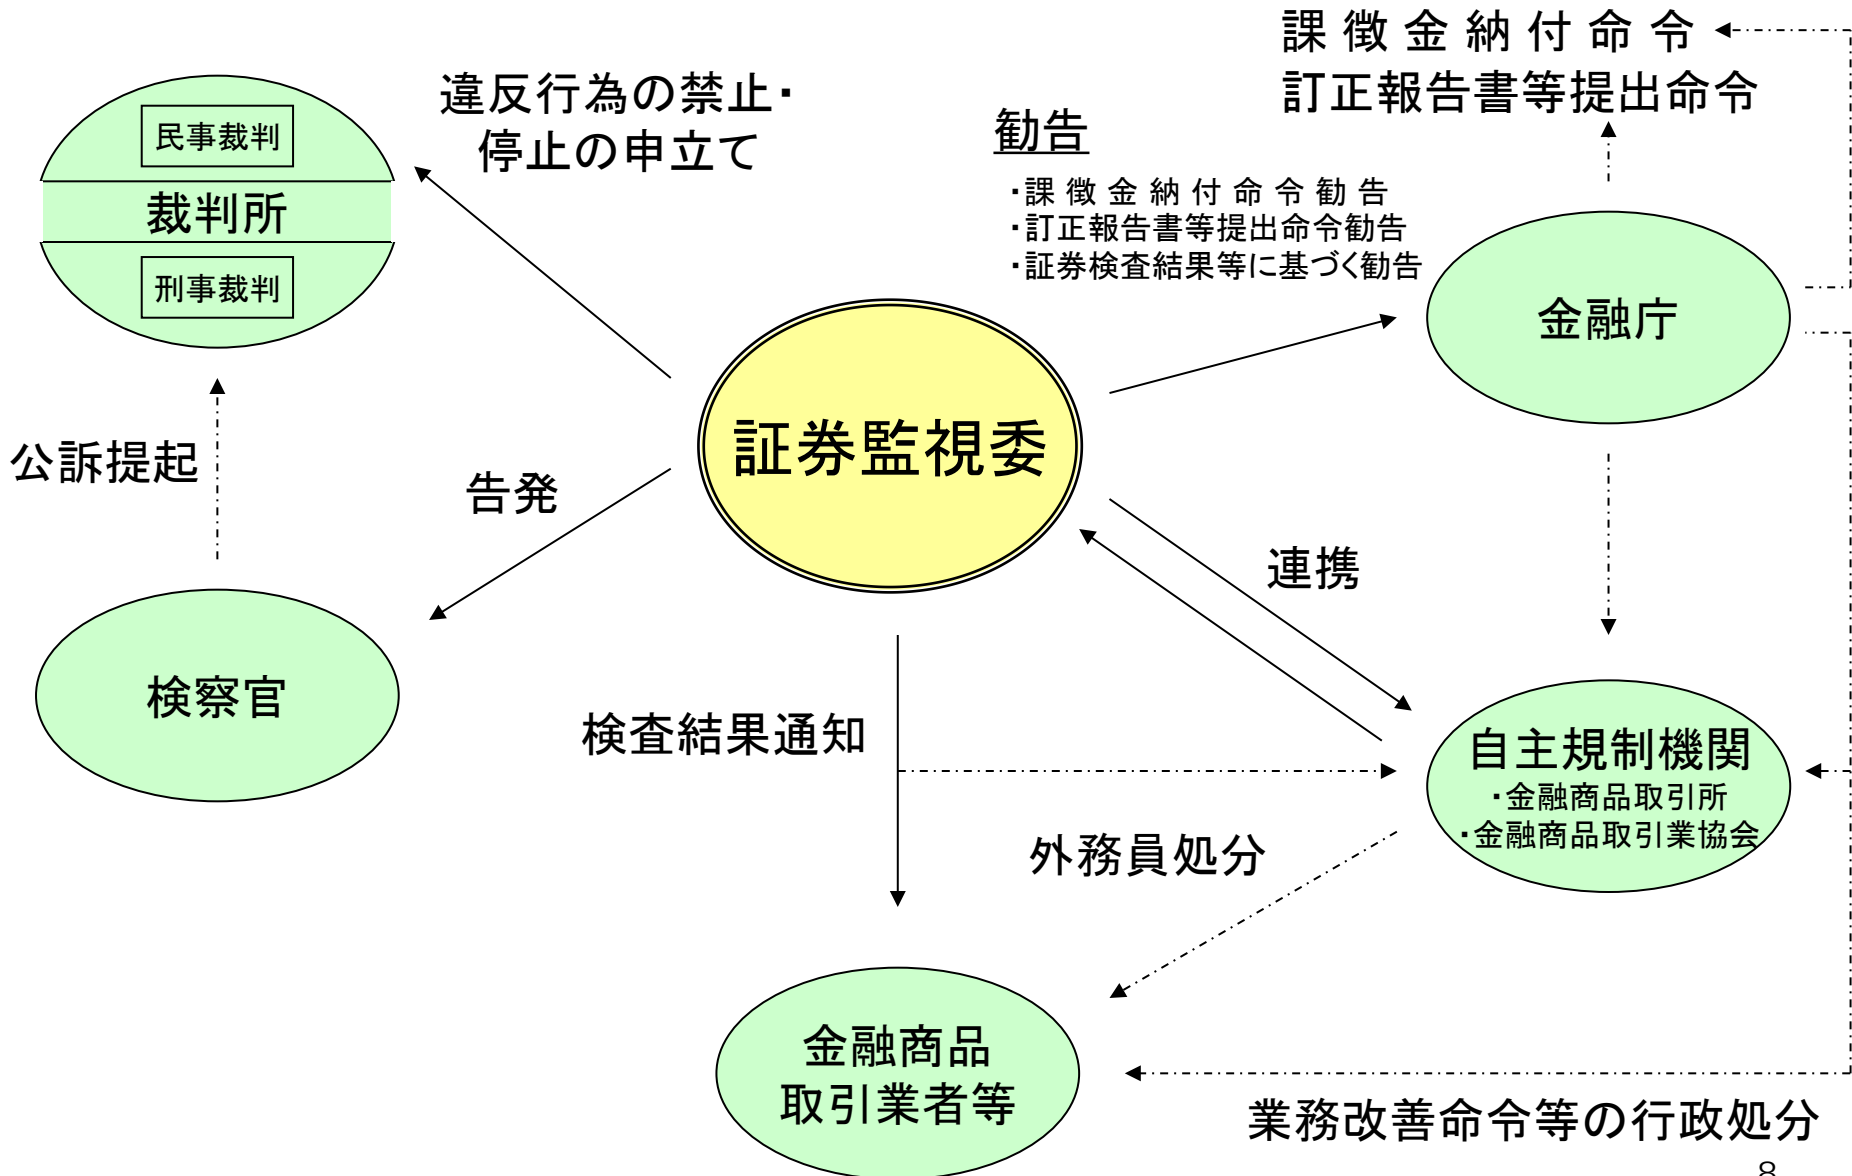 課徴金納付命令
訂正報告書等提出命令
違反行為の禁止・
停止の申立て
勧告
・課徴金納付命令勧告
・訂正報告書等提出命令勧告
・証券検査結果等に基づく勧告
民事裁判
裁判所
刑事裁判
金融庁
証券監視委
公訴提起
告発
連携
検察官
検査結果通知
自主規制機関
・金融商品取引所
・金融商品取引業協会
外務員処分
金融商品
取引業者等
業務改善命令等の行政処分
8